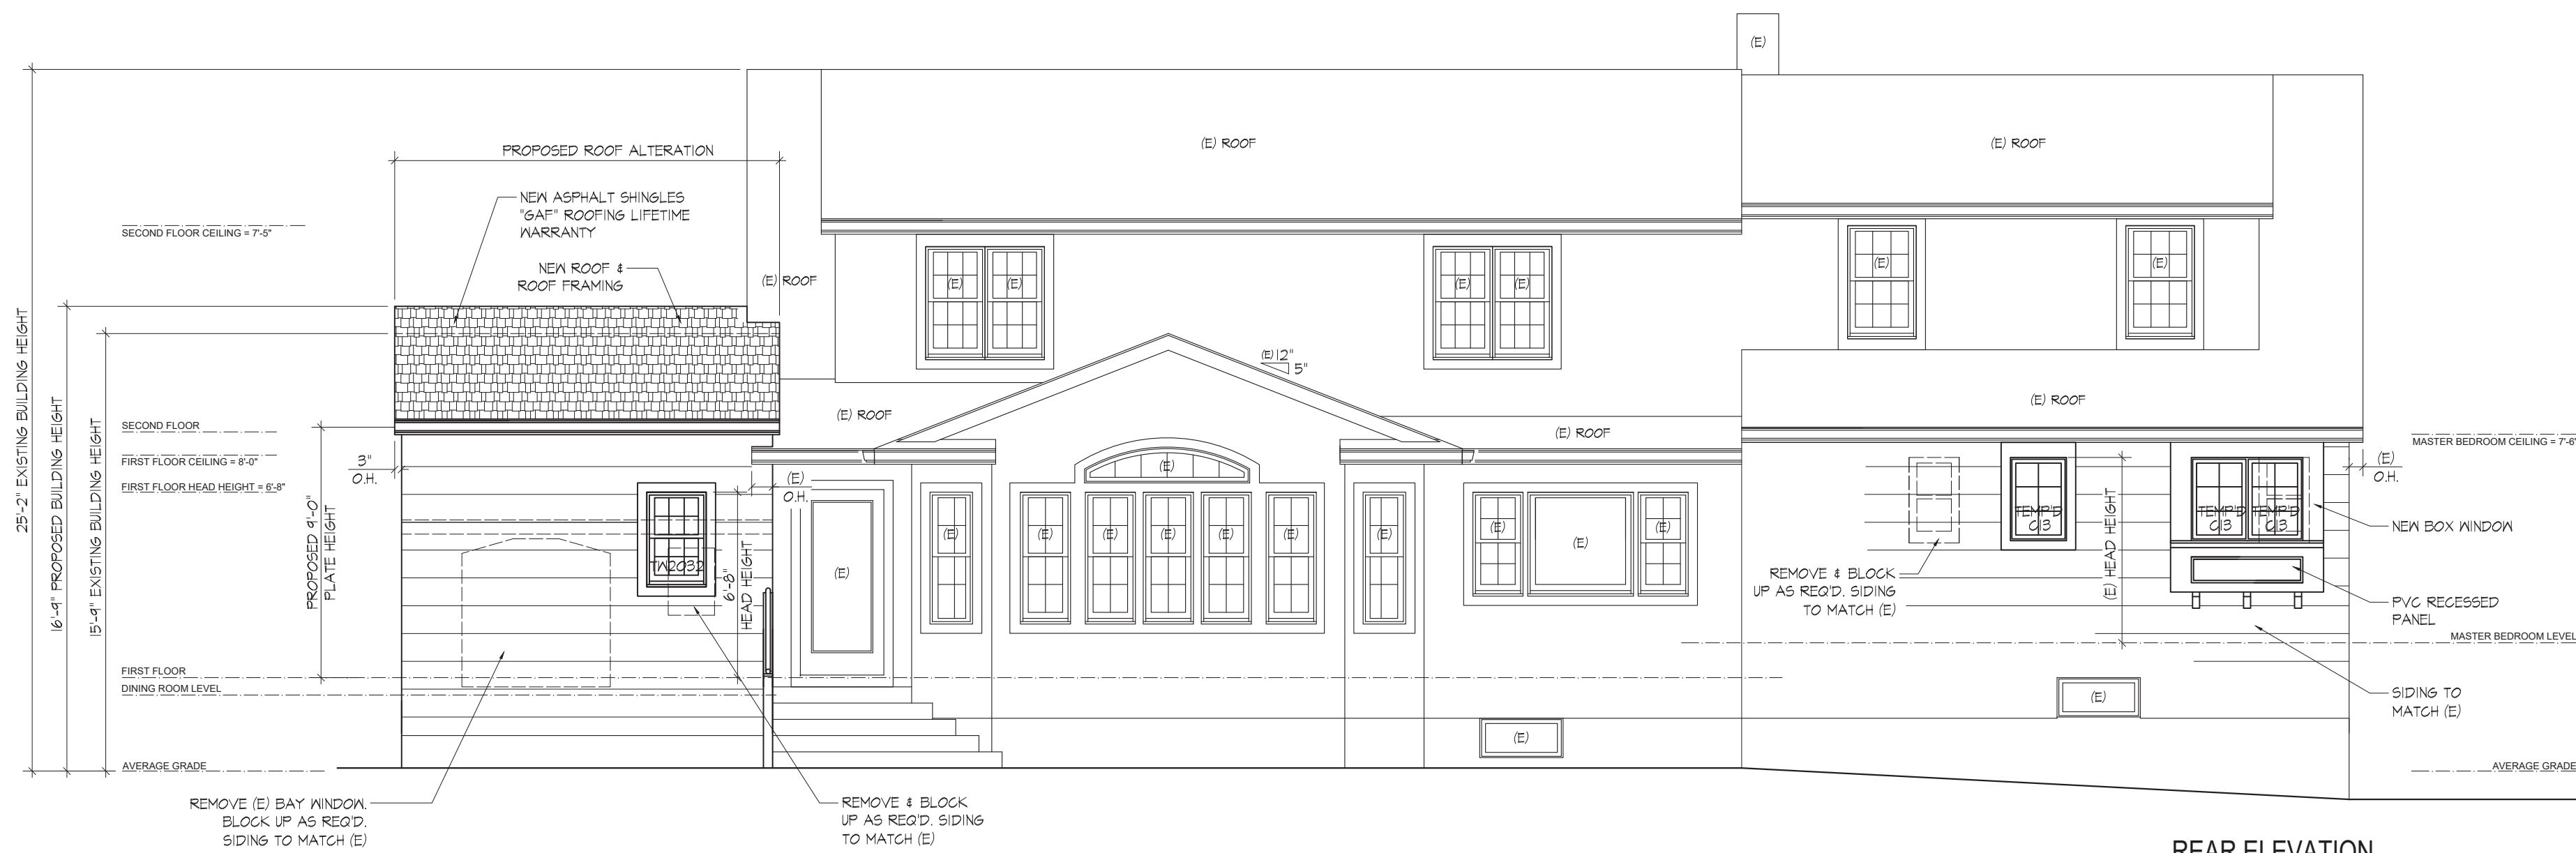 (E)
(E) ROOF
(E) ROOF
PROPOSED ROOF ALTERATION
NEW ASPHALT SHINGLES
"GAF" ROOFING LIFETIME
WARRANTY
SECOND FLOOR CEILING = 7'-5"
NEW ROOF &
ROOF FRAMING
(E) ROOF
(E)
(E)
(E)
(E)
(E)
(E)
25'-2" EXISTING BUILDING HEIGHT
16'-9" PROPOSED BUILDING HEIGHT
15'-9" EXISTING BUILDING HEIGHT
(E) 12"
5"
(E) ROOF
(E) ROOF
(E) ROOF
SECOND FLOOR
FIRST FLOOR CEILING = 8'-0"
FIRST FLOOR HEAD HEIGHT = 6'-8"
3"
O.H.
PROPOSED 9'-0"
PLATE HEIGHT
TW2032
6'-8"
HEAD HEIGHT
(E)
O.H.
(E)
(E)
(E)
(E)
(E)
(E)
(E)
(E)
(E)
(E)
(E)
(E)
(E)
MASTER BEDROOM CEILING = 7'-6"
(E)
O.H.
TEMP'D
C13
TEMP'D
C13
TEMP'D
C13
(E) HEAD HEIGHT
NEW BOX WINDOW
REMOVE & BLOCK
UP AS REQ'D. SIDING
TO MATCH (E)
PVC RECESSED
PANEL
MASTER BEDROOM LEVEL
FIRST FLOOR
DINING ROOM LEVEL
SIDING TO
MATCH (E)
(E)
(E)
AVERAGE GRADE
AVERAGE GRADE
REMOVE (E) BAY WINDOW.
BLOCK UP AS REQ'D.
SIDING TO MATCH (E)
REMOVE & BLOCK
UP AS REQ'D. SIDING
TO MATCH (E)
REAR ELEVATION